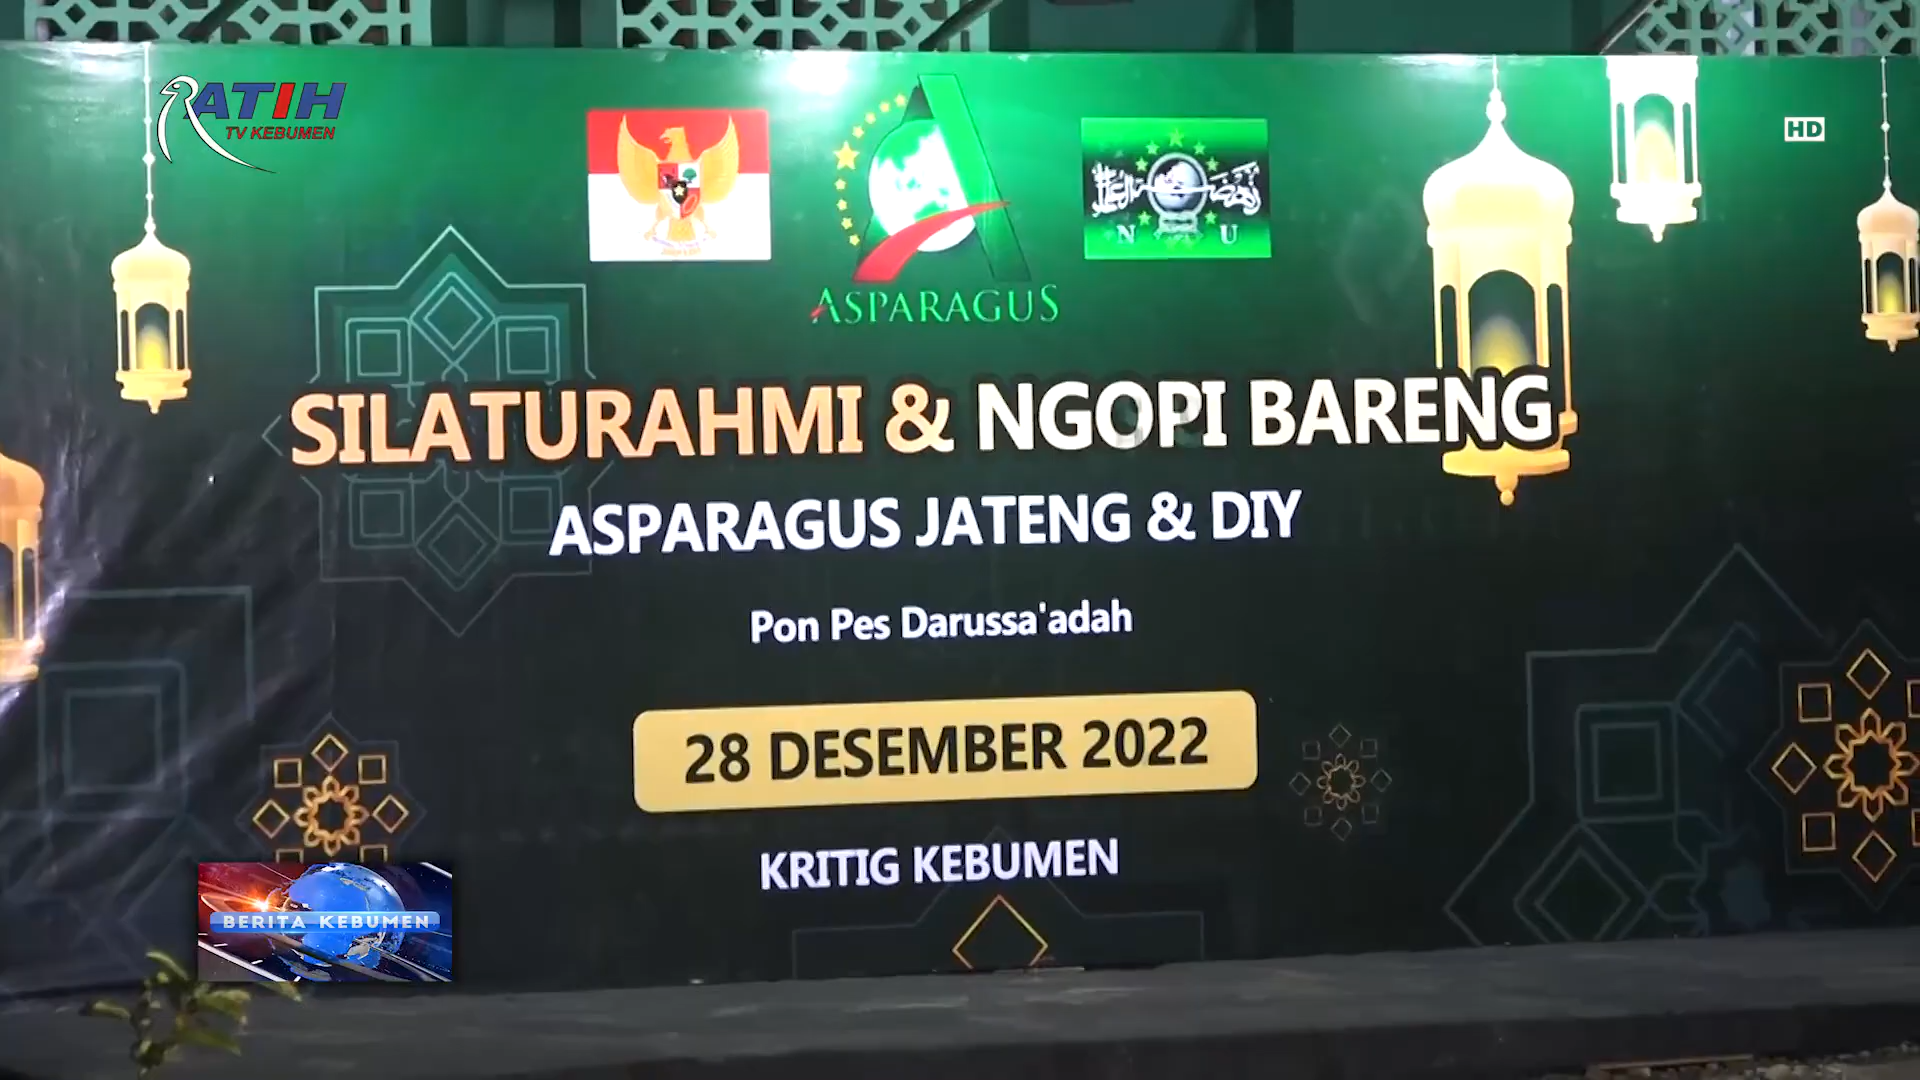 RATIH
TV KEBUMEN
HD
ASPARAGUS
N U
SILATURAHMI & NGOPI BARENG
ASPARAGUS JATENG & DIY
Pon Pes Darussa'adah
28 DESEMBER 2022
KRITIG KEBUMEN
BERITA KEBUMEN